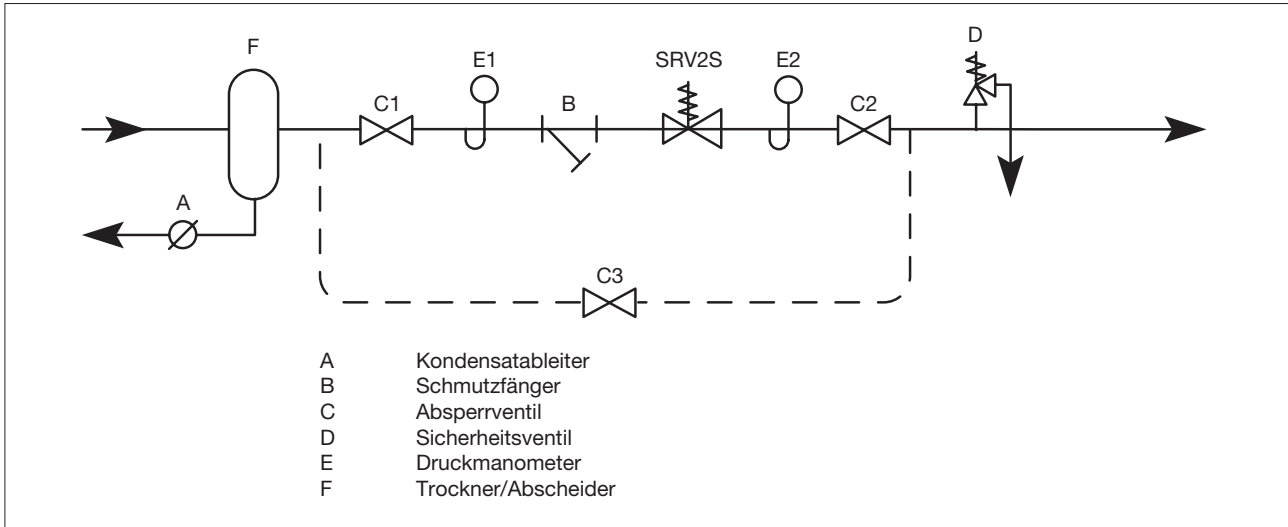 F
E1
SRV2S
E2
D
C1
B
C2
A
C3
A Kondensatableiter
B Schmutzfänger
C Absperrventil
D Sicherheitsventil
E Druckmanometer
F Trockner/Abscheider